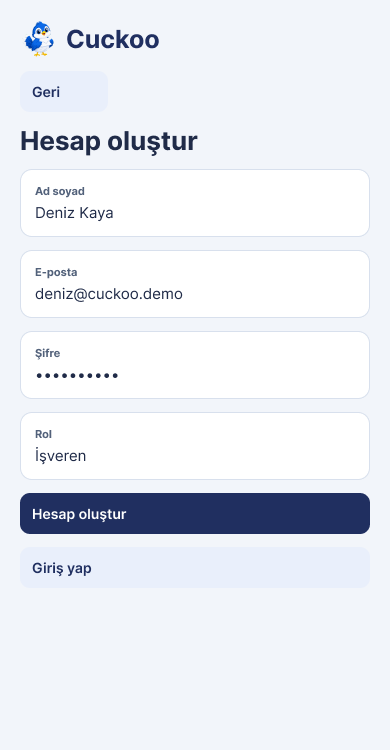 Cuckoo
Geri
Hesap oluştur
Ad soyad
Deniz Kaya
E-posta
deniz@cuckoo.demo
Şifre
••••••••••
Rol
İşveren
Hesap oluştur
Giriş yap